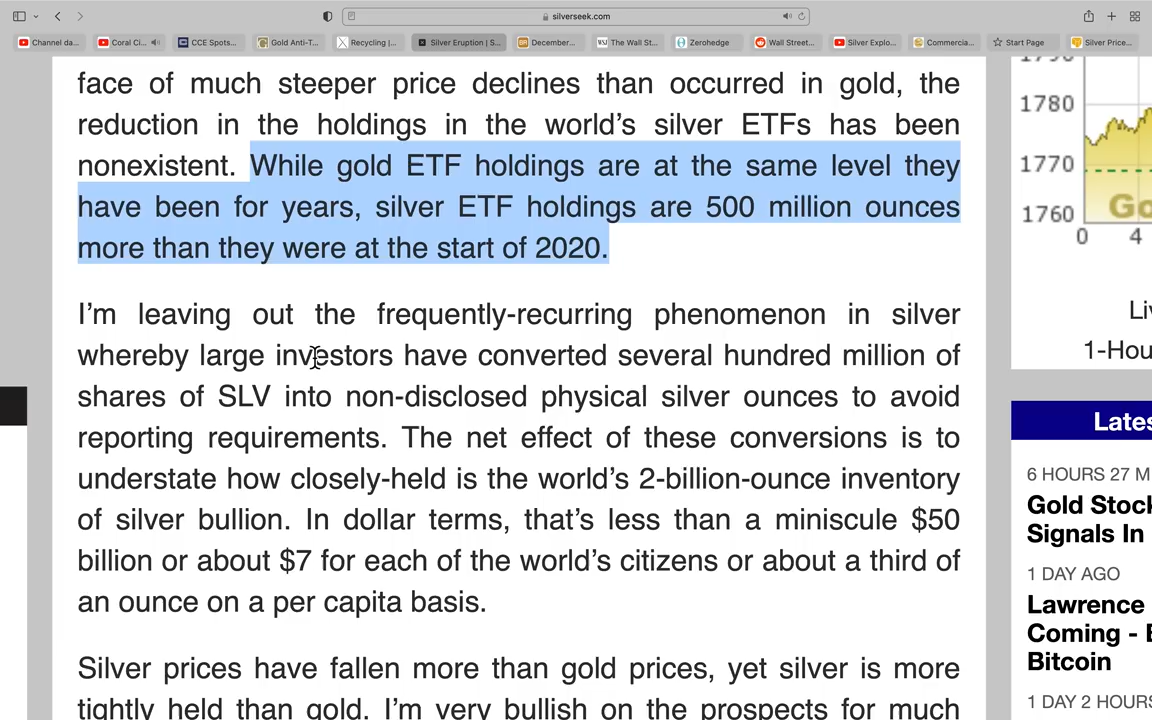 silverseek.com
Channel da...
Coral Ci...
CCE Spots...
Gold Anti-T...
Recycling |...
Silver Eruption | S...
December...
The Wall St...
Zerohedge
Wall Street...
Silver Explo...
Commercia...
Start Page
Silver Price...
face of much steeper price declines than occurred in gold, the
reduction in the holdings in the world’s silver ETFs has been
nonexistent. While gold ETF holdings are at the same level they
have been for years, silver ETF holdings are 500 million ounces
more than they were at the start of 2020.
I’m leaving out the frequently-recurring phenomenon in silver
whereby large investors have converted several hundred million of
shares of SLV into non-disclosed physical silver ounces to avoid
reporting requirements. The net effect of these conversions is to
understate how closely-held is the world’s 2-billion-ounce inventory
of silver bullion. In dollar terms, that’s less than a miniscule $50
billion or about $7 for each of the world’s citizens or about a third of
an ounce on a per capita basis.
Silver prices have fallen more than gold prices, yet silver is more
tightly held than gold. I’m very bullish on the prospects for much
1790
1780
1770
1760
0 4
Go
Li
1-Hou
Lates
6 HOURS 27 M
Gold Stock
Signals In
1 DAY AGO
Lawrence
Coming - B
Bitcoin
1 DAY 2 HOURS